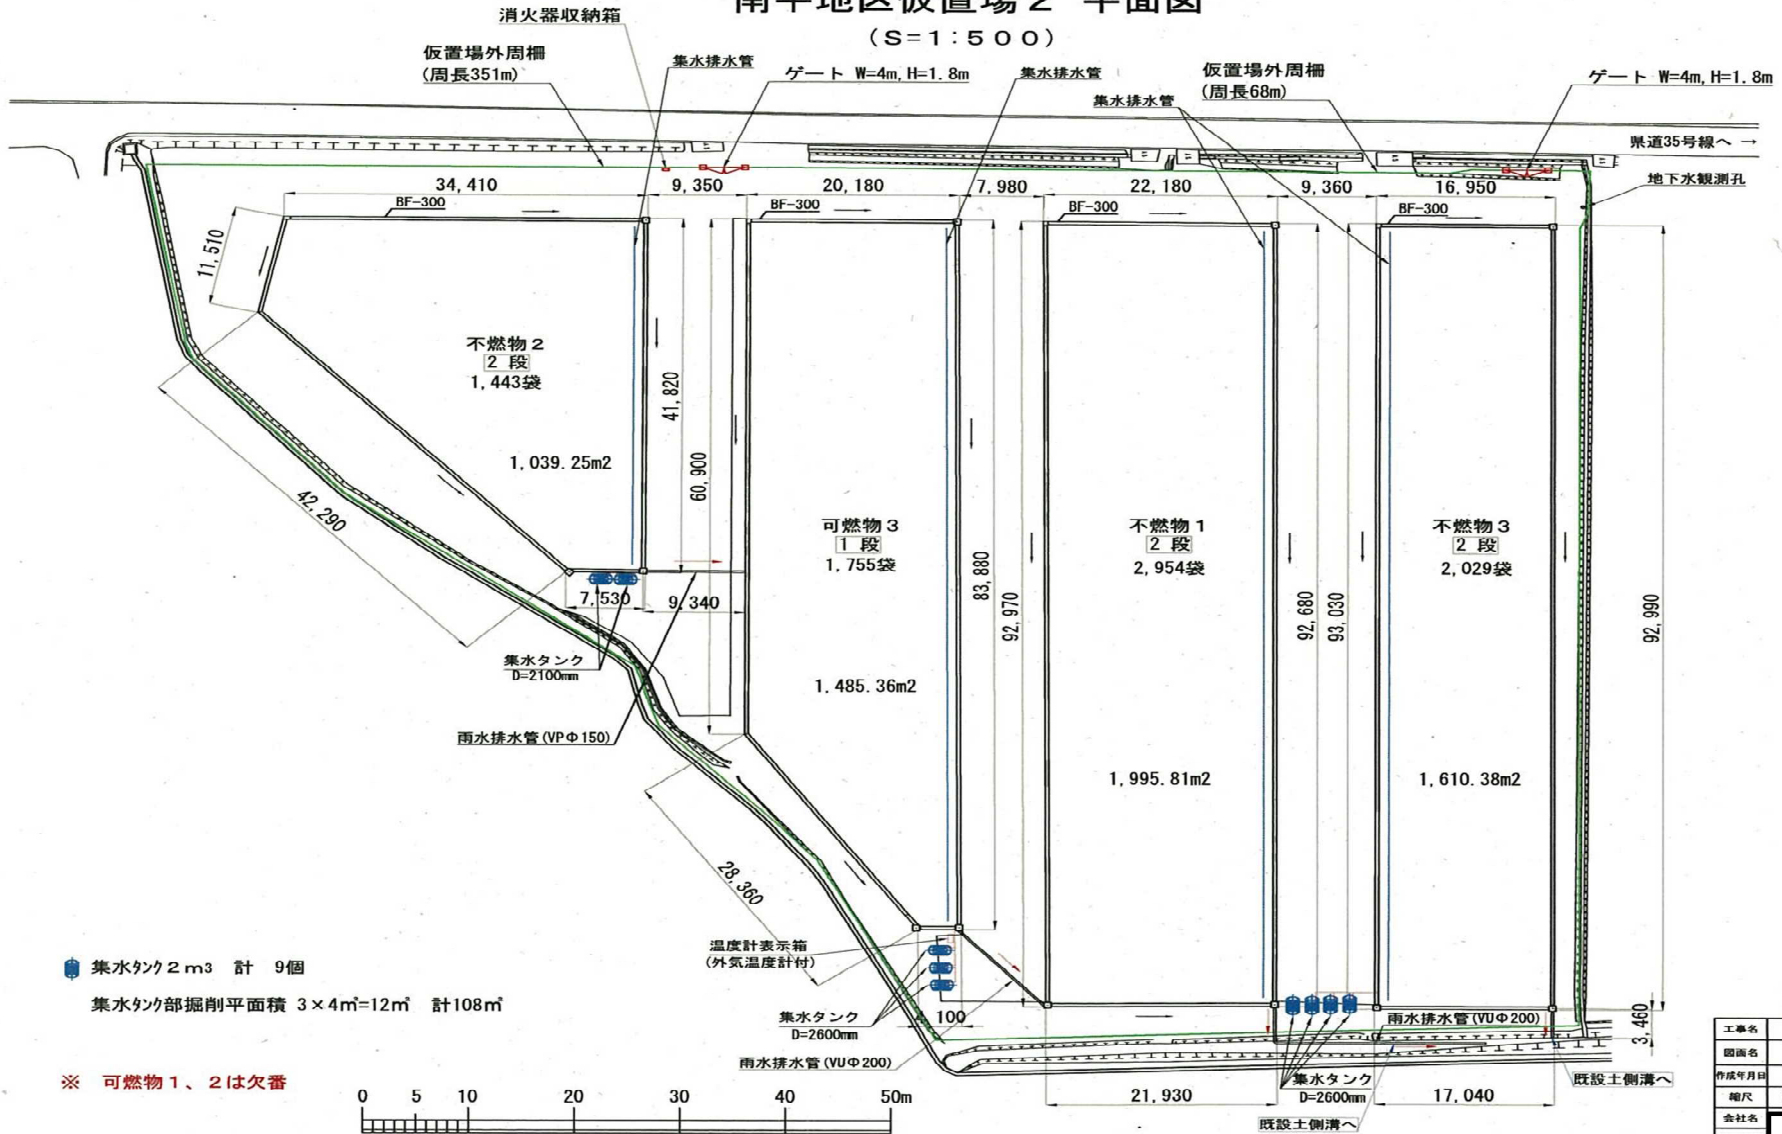 南平地区仮置場２ 平面図
(S=1:500)
消火器収納箱
仮置場外周柵
(周長351m)
集水排水管
ゲート W=4m,H=1.8m
集水排水管
集水排水管
仮置場外周柵
(周長68m)
ゲート W=4m,H=1.8m
県道35号線へ →
地下水観測孔
34,410
9,350
20,180
7,980
22,180
9,360
16,950
BF-300
BF-300
BF-300
BF-300
11,510
不燃物２
2 段
1,443袋
1,039.25m2
41,820
60,900
42,290
可燃物３
1 段
1,755袋
1,485.36m2
83,880
92,970
不燃物１
2 段
2,954袋
1,995.81m2
92,680
93,030
不燃物３
2 段
2,029袋
1,610.38m2
92,990
7,530
9,340
集水タンク
D=2100mm
雨水排水管(VPΦ150)
28,360
温度計表示箱
(外気温度計付)
集水タンク
D=2600mm
100
雨水排水管(VUΦ200)
雨水排水管(VUΦ200)
3,460
21,930
集水タンク
D=2600mm
17,040
既設土側溝へ
既設土側溝へ
集水タンク２m3 計 9個
集水タンク部掘削平面積 3×4㎡=12㎡ 計108㎡
※ 可燃物１、２は欠番
0 5 10 20 30 40 50m
工事名
図面名
作成年月日
縮尺
会社名